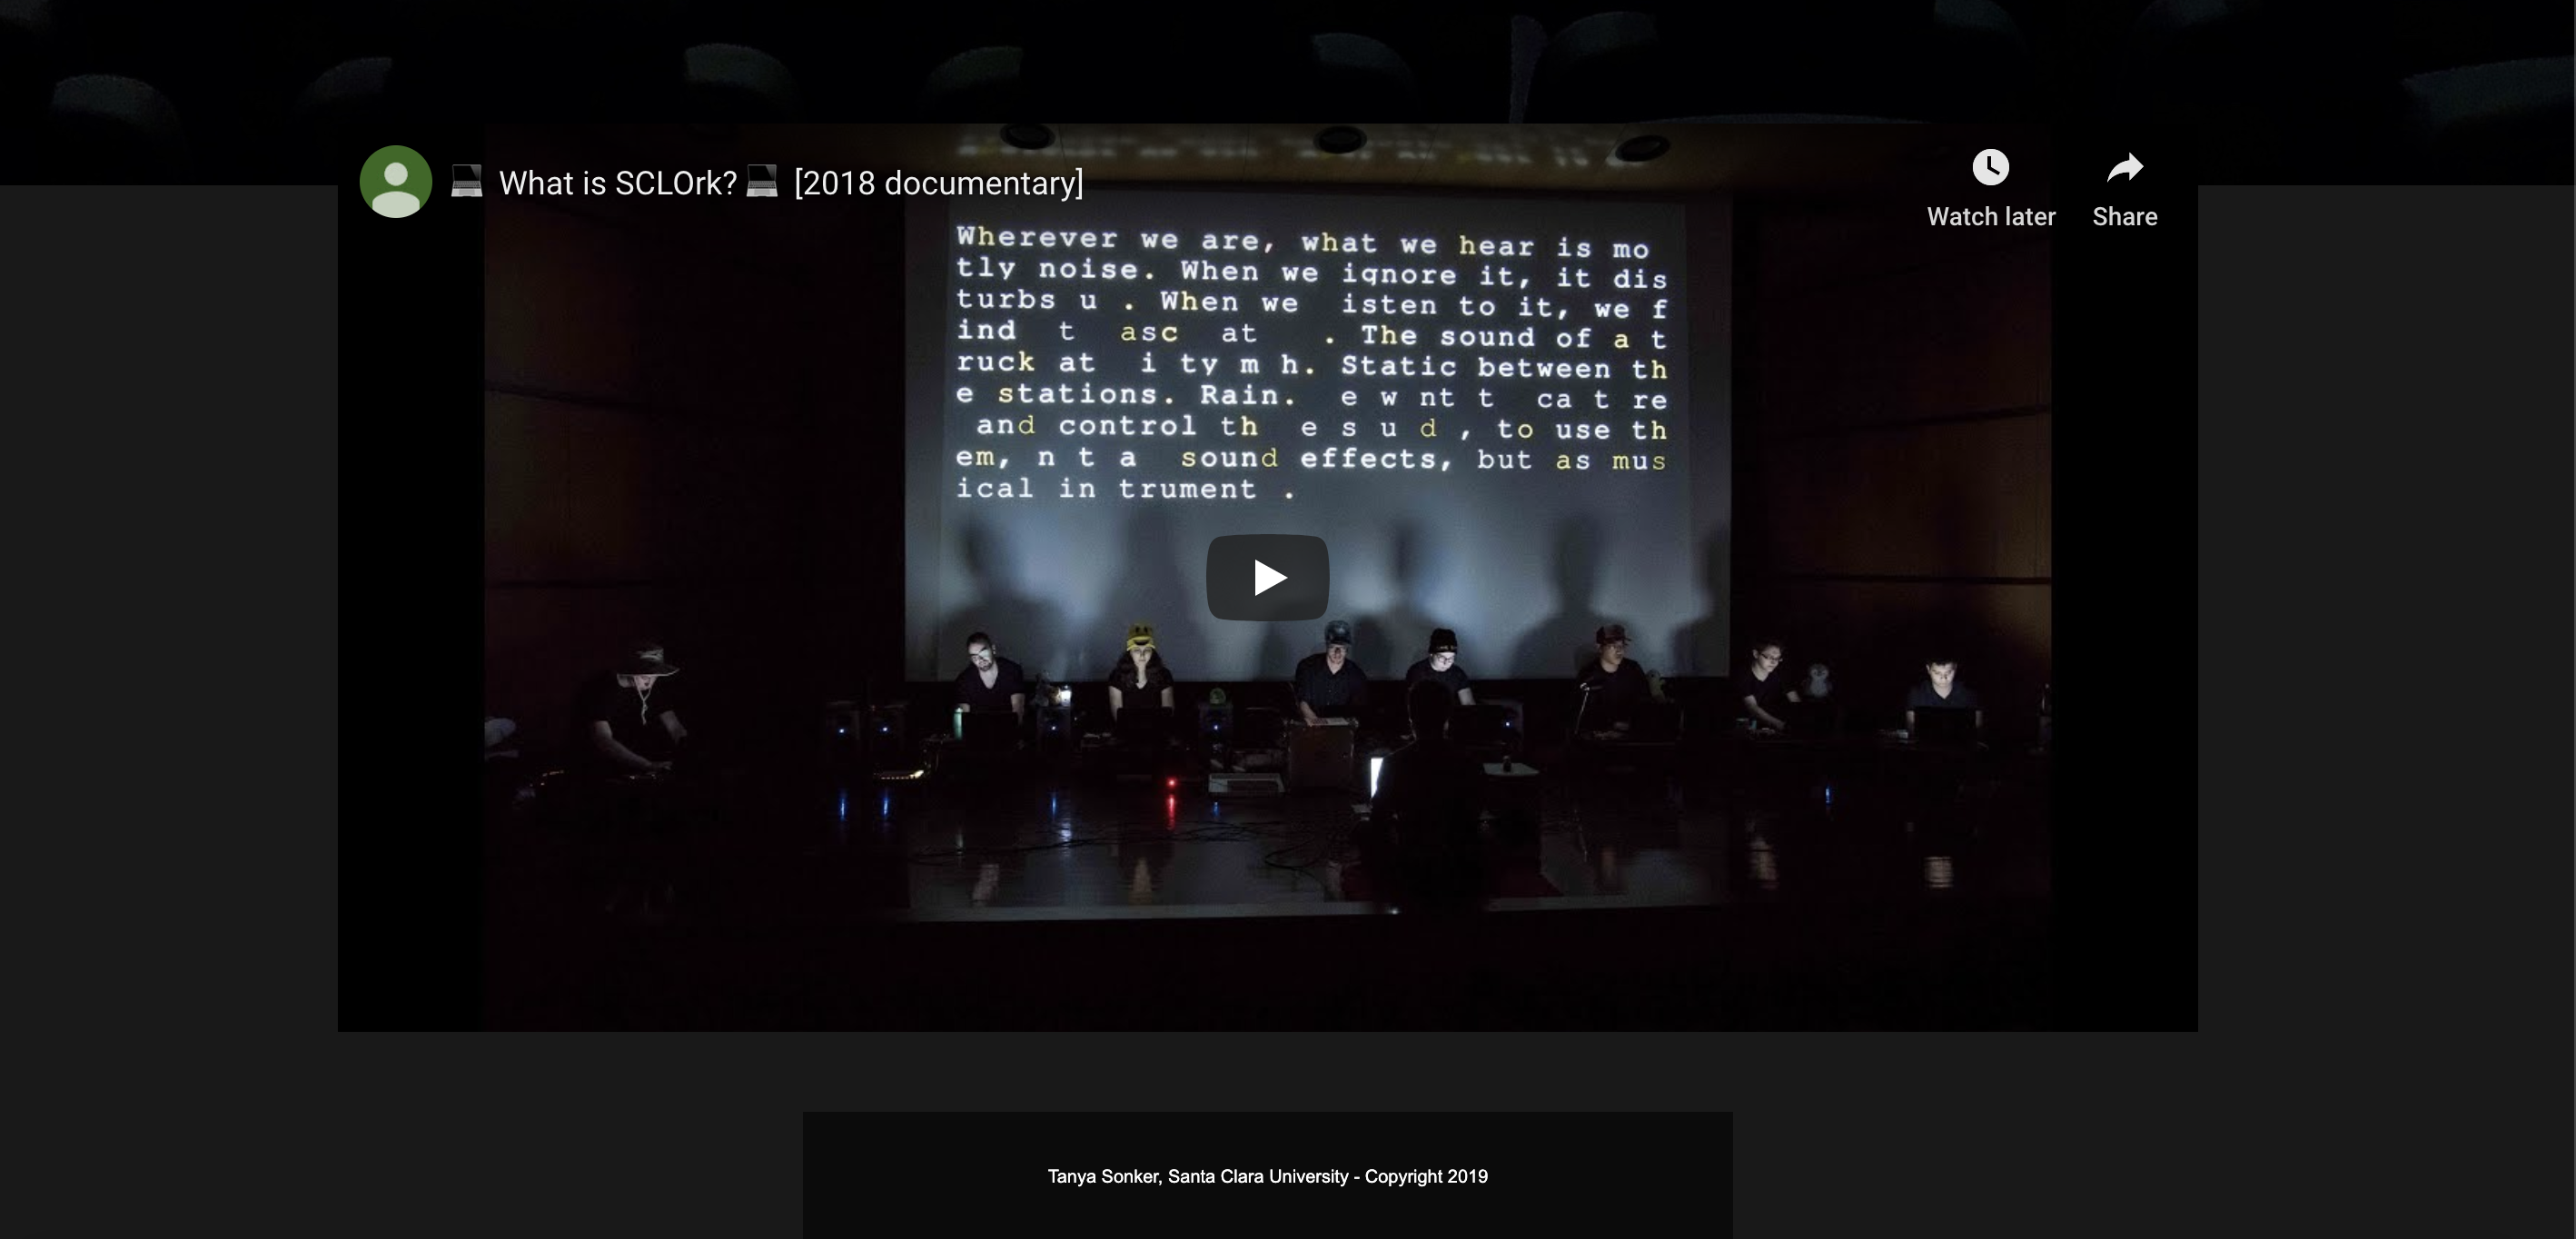 What is SCLOrk? [2018 documentary]
Watch later
Share
Wherever we are, what we hear is mo
tly noise. When we ignore it, it dis
turbs u . When we  isten to it, we f
ind  t  asc  at   . The sound of a t
ruck at  i ty m h. Static between th
e stations. Rain.  e w nt t  ca t re
 and control th  e s u d , to use th
em, n t a  sound effects, but as mus
ical in trument .
Tanya Sonker, Santa Clara University - Copyright 2019